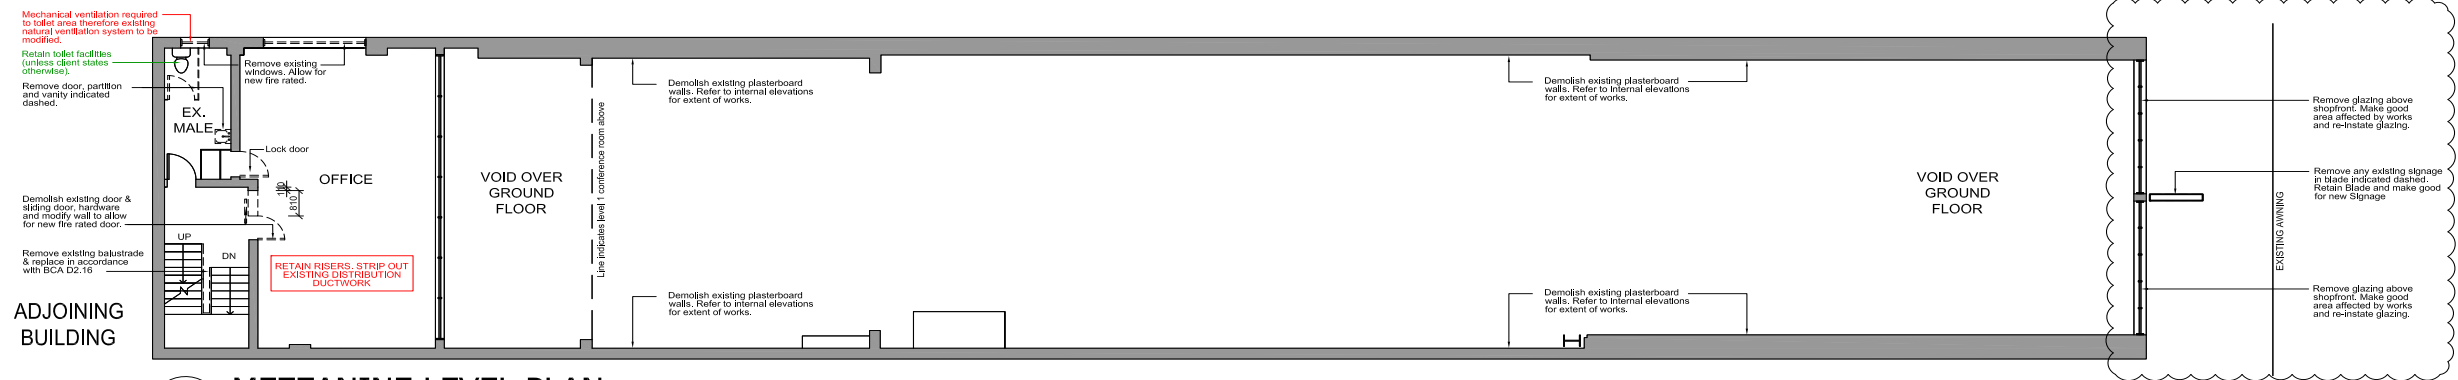 Mechanical ventilation required
to toilet area therefore existing
natural ventilation system to be
modified.
Retain toilet facilities
(unless client states
otherwise).
Remove door, partition
and vanity indicated
dashed.
EX.
MALE
Remove existing
windows. Allow for
new fire rated.
Lock door
OFFICE
100
810
Demolish existing door &
sliding door, hardware
and modify wall to allow
for new fire rated door.
UP
DN
Remove existing balustrade
& replace in accordance
with BCA D2.16
RETAIN RISERS. STRIP OUT
EXISTING DISTRIBUTION
DUCTWORK
ADJOINING
BUILDING
VOID OVER
GROUND
FLOOR
Line indicates level 1 conference room above
Demolish existing plasterboard
walls. Refer to internal elevations
for extent of works.
Demolish existing plasterboard
walls. Refer to internal elevations
for extent of works.
Demolish existing plasterboard
walls. Refer to internal elevations
for extent of works.
Demolish existing plasterboard
walls. Refer to internal elevations
for extent of works.
VOID OVER
GROUND
FLOOR
Remove glazing above
shopfront. Make good
area affected by works
and re-instate glazing.
Remove any existing signage
in blade indicated dashed.
Retain Blade and make good
for new Signage
EXISTING AWNING
Remove glazing above
shopfront. Make good
area affected by works
and re-instate glazing.
MEZZANINE LEVEL PLAN